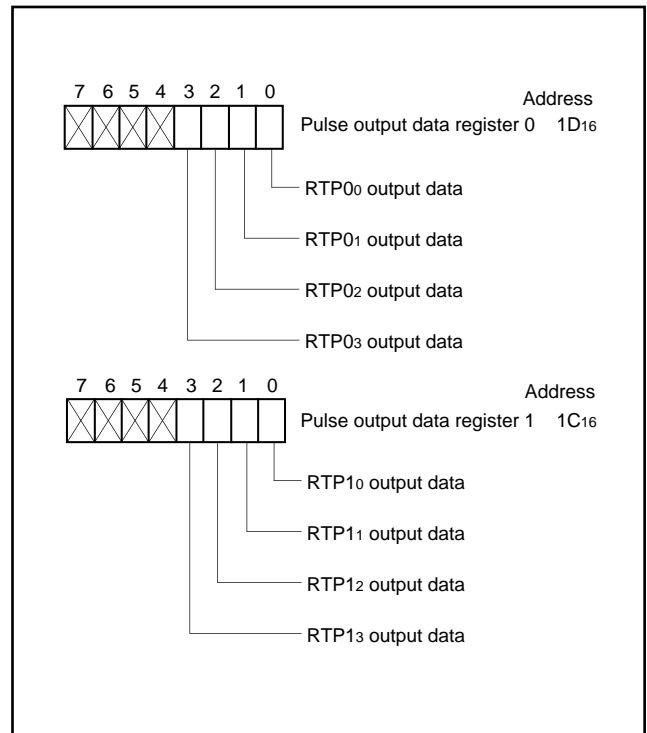 7 6 5 4 3 2 1 0
Address
Pulse output data register 0 1D16
RTP00 output data
RTP01 output data
RTP02 output data
RTP03 output data
7 6 5 4 3 2 1 0
Address
Pulse output data register 1 1C16
RTP10 output data
RTP11 output data
RTP12 output data
RTP13 output data